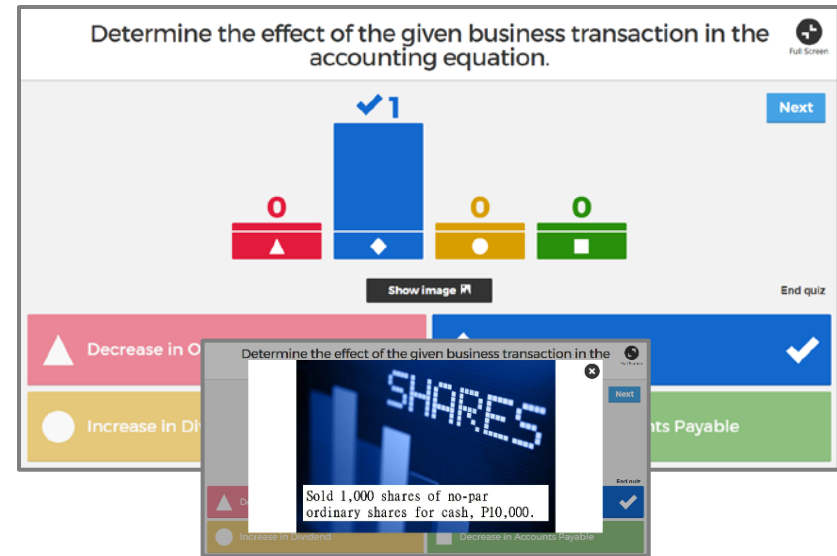 Determine the effect of the given business transaction in the
accounting equation.
Full Screen
1
Next
0
0
0
Show image
End quiz
Decrease in O
Increase in Di
nts Payable
Determine the effect of the given business transaction in the
Next
SHARES
Sold 1,000 shares of no-par
ordinary shares for cash, P10,000.
End quiz
D
Increase in Dividend
Decrease in Accounts Payable